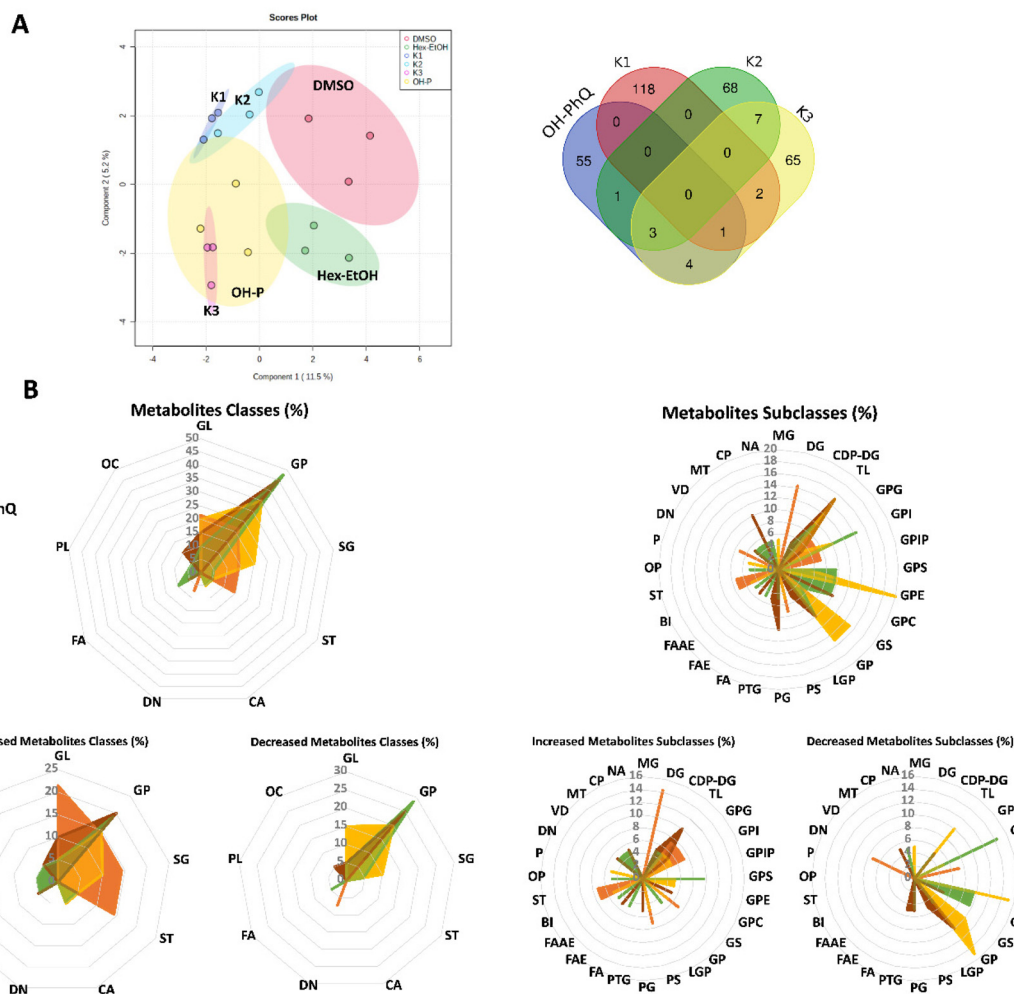 A
Scores Plot
DMSO
Hex-EtOH
K1
K2
K3
OH-P
4
2
0
-2
-4
Component 2 ( 5.2 %)
K1
K2
DMSO
Hex-EtOH
OH-P
K3
-4
-2
0
2
4
6
Component 1 ( 11.5 %)
OH-PhQ
K1
K2
K3
118
68
0
0
7
55
0
0
65
1
0
2
3
1
4
B
Metabolites Classes (%)
GL
GP
SG
ST
CA
DN
FA
PL
OC
50
45
40
35
30
25
20
15
10
nQ
Metabolites Subclasses (%)
MG
DG
CDP-DG
TL
GPG
GPI
GPIP
GPS
GPE
GPC
GS
GP
LGP
PS
PG
PTG
FA
FAE
FAAE
BI
ST
OP
P
DN
VD
MT
CP
NA
20
18
16
14
12
10
8
6
sed Metabolites Classes (%)
GL
GP
SG
ST
CA
DN
25
20
15
10
Decreased Metabolites Classes (%)
GL
GP
SG
ST
CA
DN
FA
PL
OC
30
25
20
15
10
5
0
Increased Metabolites Subclasses (%)
MG
DG
CDP-DG
TL
GPG
GPI
GPIP
GPS
GPE
GPC
GS
GP
LGP
PS
PG
PTG
FA
FAE
FAAE
BI
ST
OP
P
DN
VD
MT
CP
NA
16
14
12
10
8
6
4
2
0
Decreased Metabolites Subclasses (%)
MG
DG
CDP-DG
TL
GS
GP
LGP
PS
PG
PTG
FA
FAE
FAAE
BI
ST
OP
P
DN
VD
MT
CP
NA
16
14
12
10
8
6
4
2
0